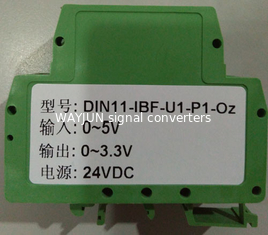 型号: DIN11-IBF-U1-P1-Oz
WAYJUN signal converters
输入: 0~5V
输出: 0~3.3V
电源: 24VDC